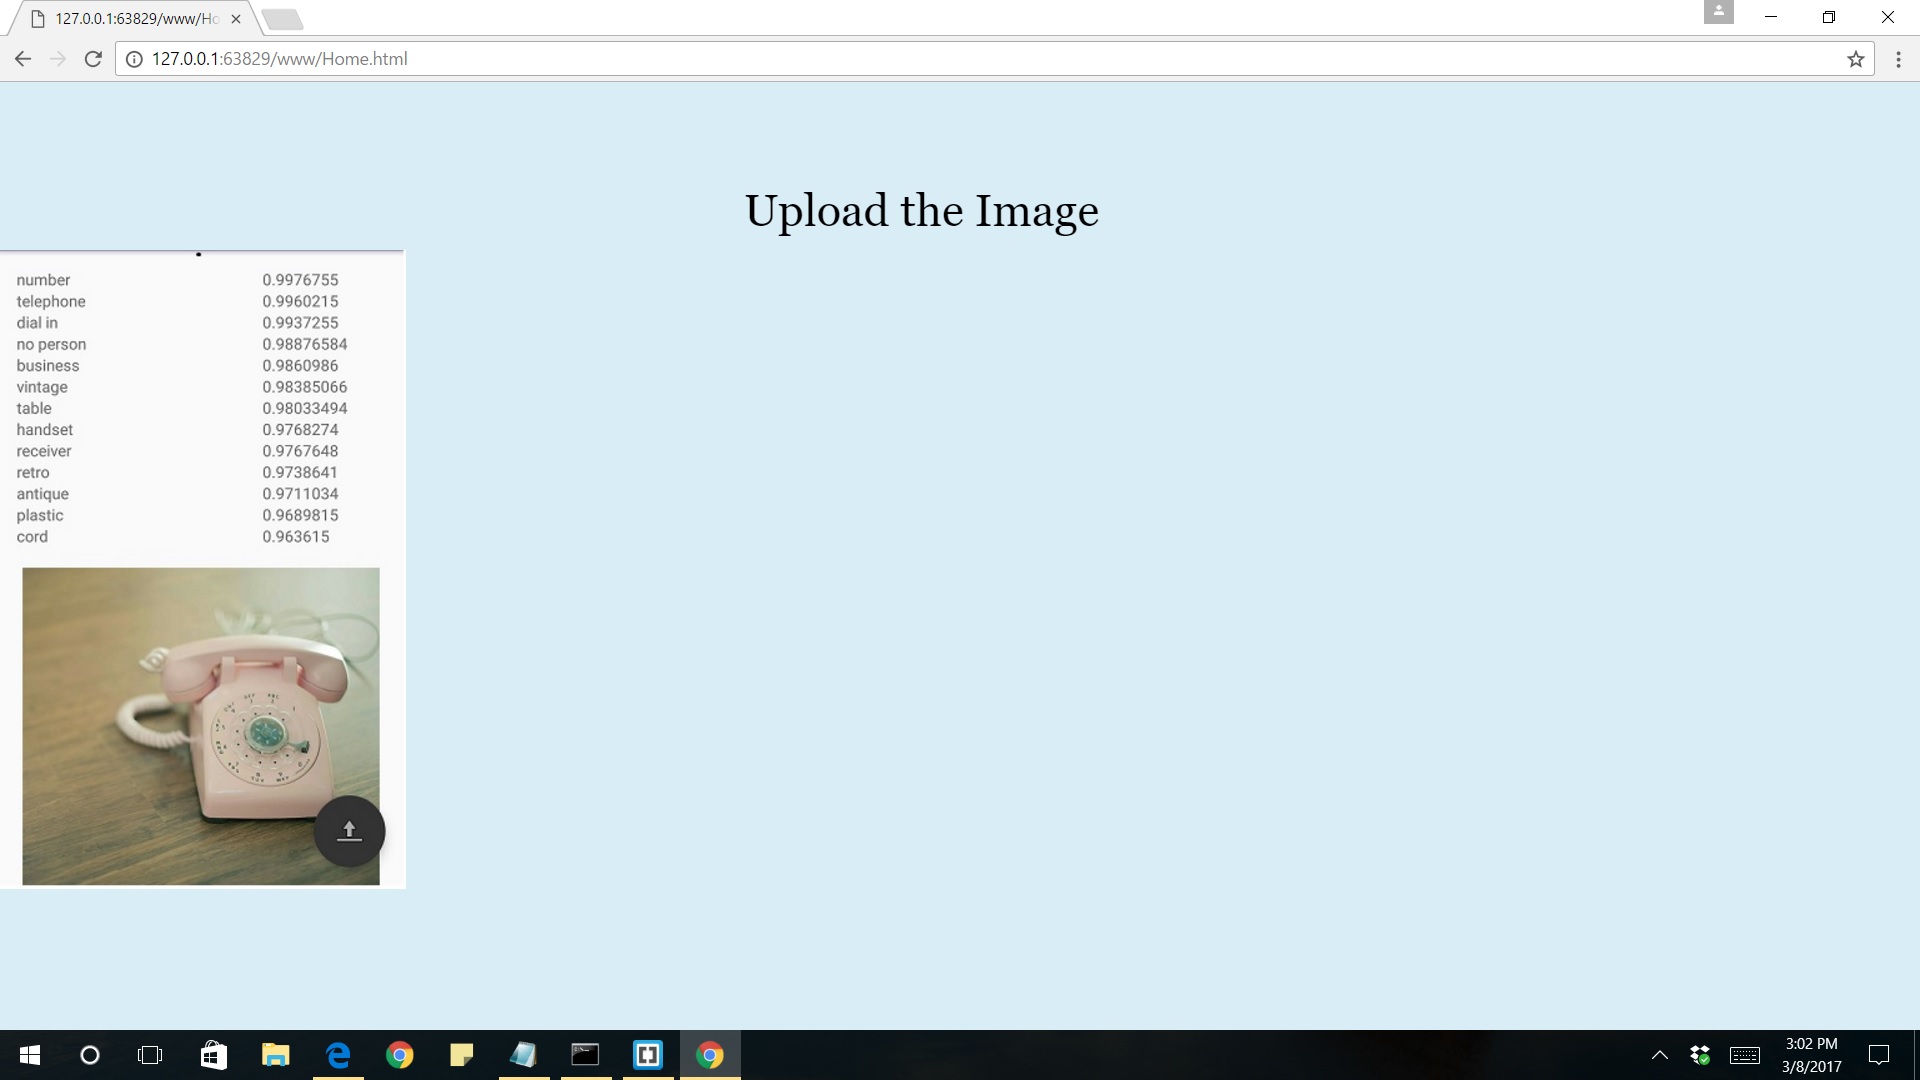 127.0.0.1:63829/www/Ho
127.0.0.1:63829/www/Home.html
Upload the Image
number 0.9976755
telephone 0.9960215
dial in 0.9937255
no person 0.98876584
business 0.9860986
vintage 0.98385066
table 0.98033494
handset 0.9768274
receiver 0.9767648
retro 0.9738641
antique 0.9711034
plastic 0.9689815
cord 0.963615
3:02 PM
3/8/2017